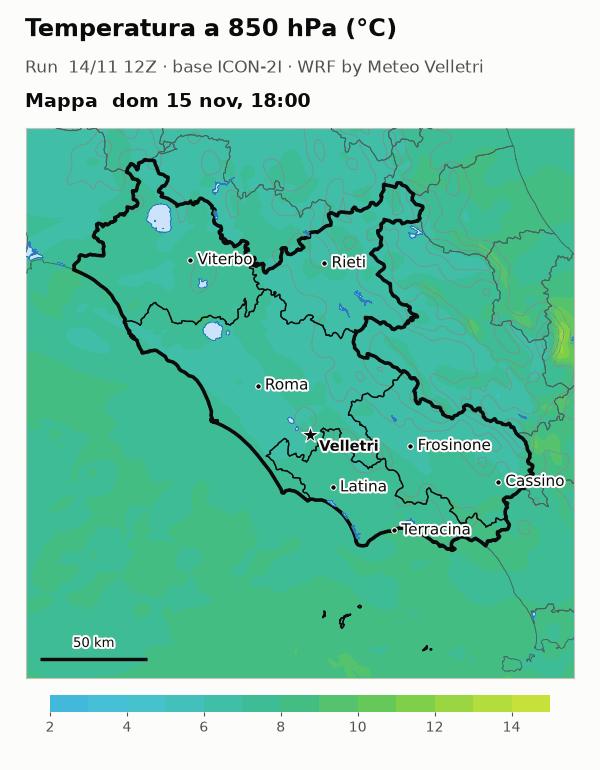 Temperatura a 850 hPa (°C)
Run  14/11 12Z · base ICON-2I · WRF by Meteo Velletri
Mappa  dom 15 nov, 18:00
Viterbo
Rieti
Roma
Velletri
Frosinone
Latina
Cassino
Terracina
50 km
2 4 6 8 10 12 14